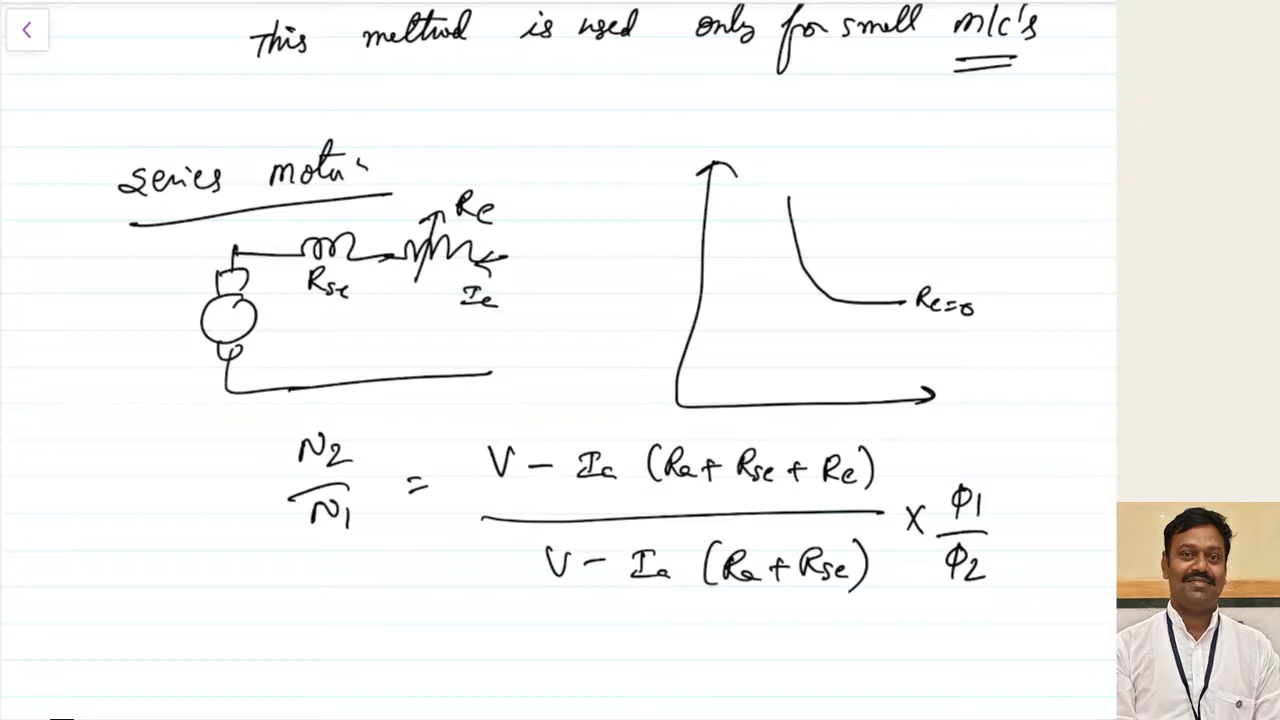 This method is used only for small m/c's
series motor
Re
Rse
Ie
Re=0
N2/N1 = V - Ia (Ra + Rse + Re) / V - Ia (Ra + Rse) × Φ1/Φ2